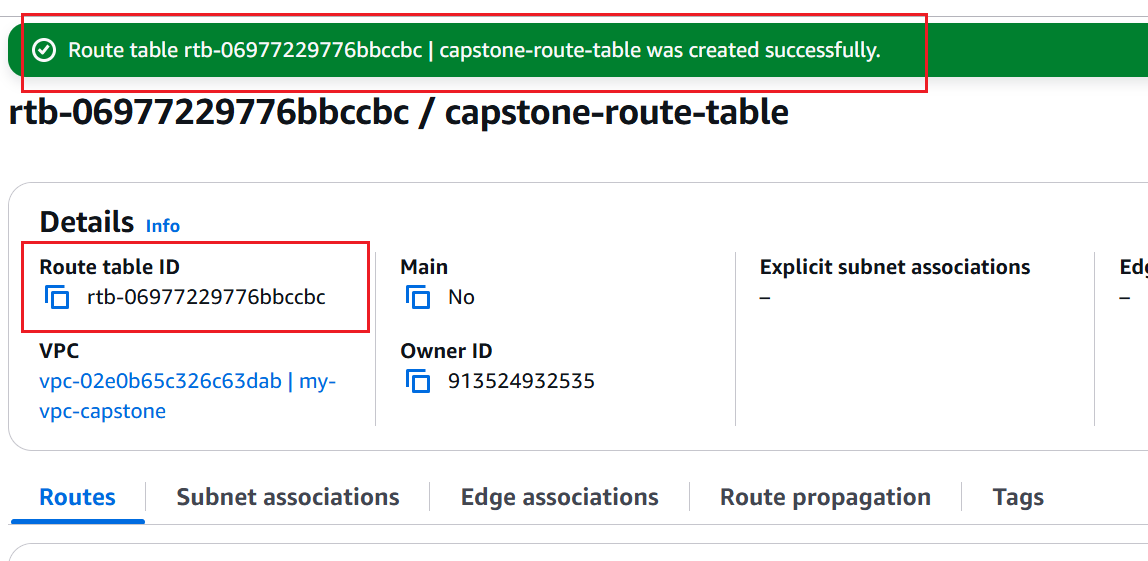 Route table rtb-06977229776bbccbc | capstone-route-table was created successfully.
rtb-06977229776bbccbc / capstone-route-table
Details Info
Route table ID
rtb-06977229776bbccbc
VPC
vpc-02e0b65c326c63dab | my-
vpc-capstone
Main
No
Owner ID
913524932535
Explicit subnet associations
–
–
Routes Subnet associations Edge associations Route propagation Tags